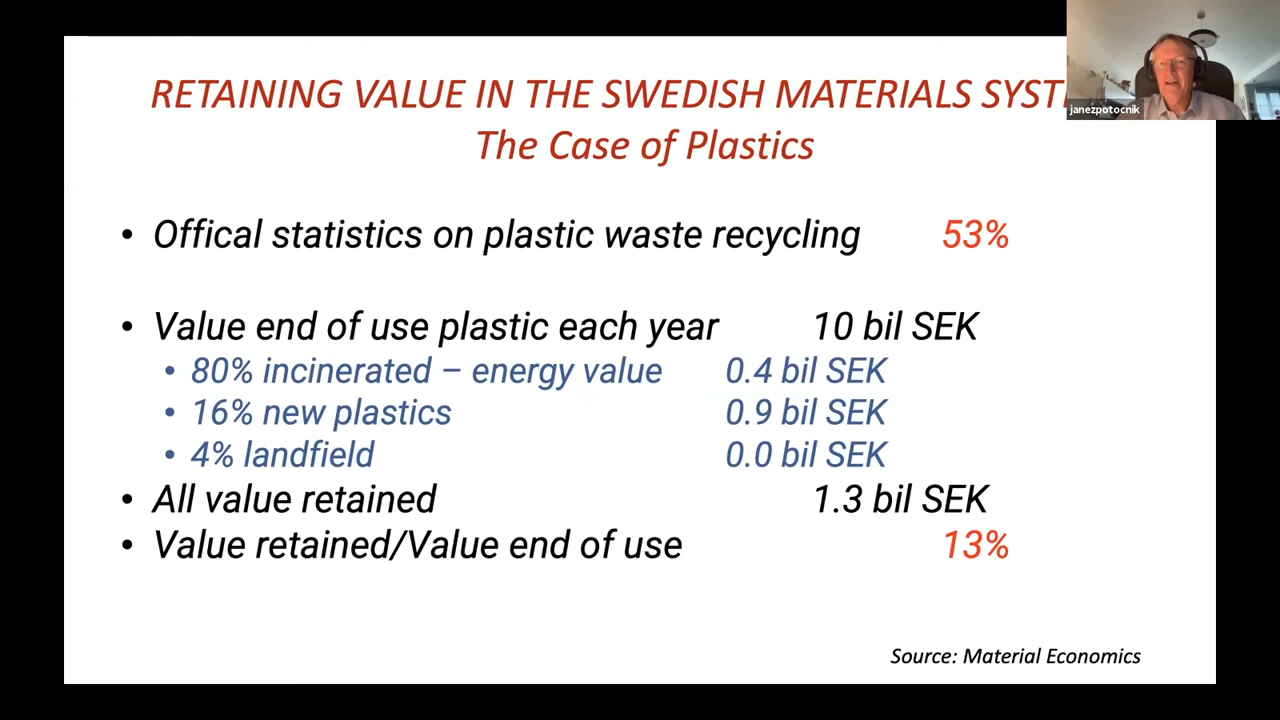 RETAINING VALUE IN THE SWEDISH MATERIALS SYST
The Case of Plastics
janezpotocnik
• Offical statistics on plastic waste recycling 53%
• Value end of use plastic each year 10 bil SEK
• 80% incinerated – energy value 0.4 bil SEK
• 16% new plastics 0.9 bil SEK
• 4% landfield 0.0 bil SEK
• All value retained 1.3 bil SEK
• Value retained/Value end of use 13%
Source: Material Economics